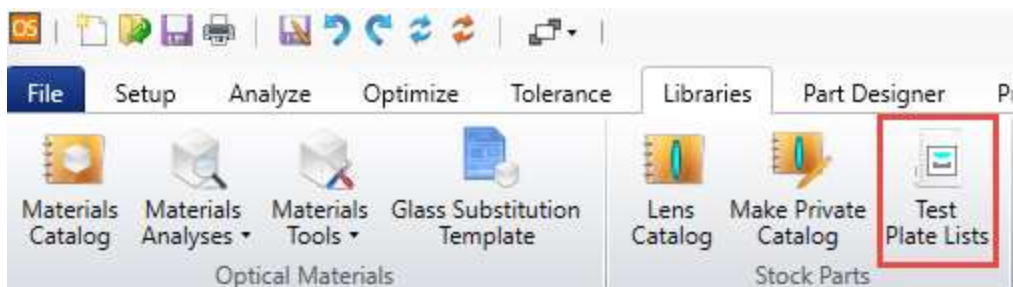 OS
File Setup Analyze Optimize Tolerance Libraries Part Designer
Materials Catalog
Materials Analyses
Materials Tools
Glass Substitution Template
Lens Catalog
Make Private Catalog
Test Plate Lists
Optical Materials
Stock Parts